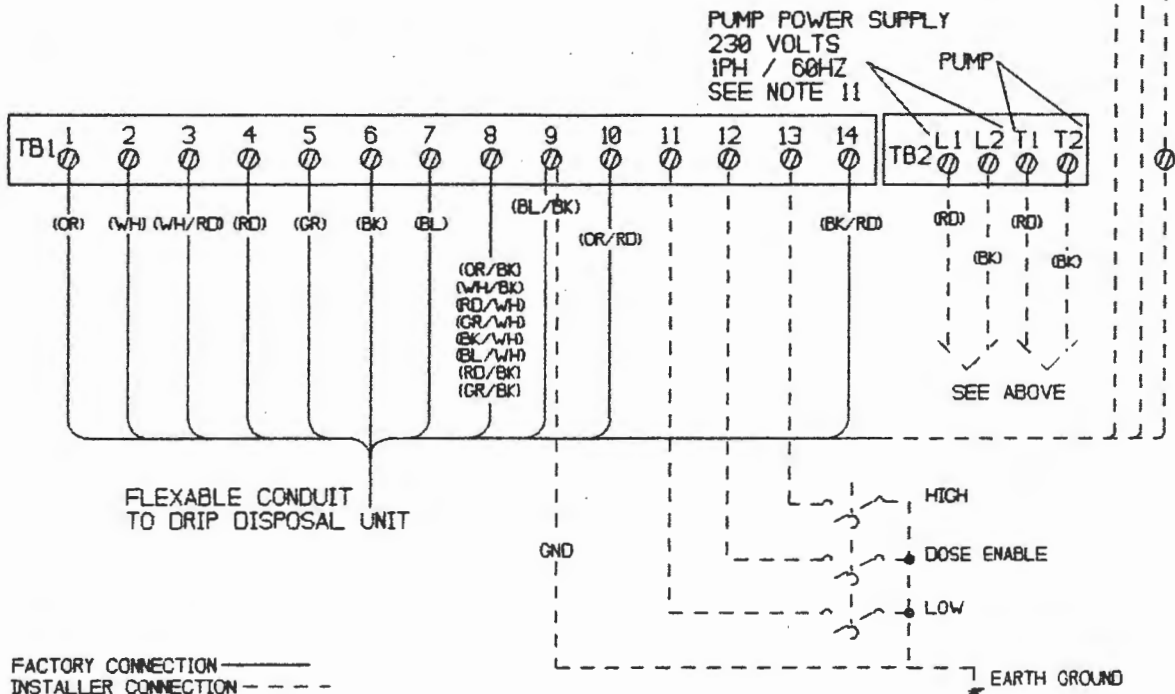 PUMP POWER SUPPLY
230 VOLTS
1PH / 60HZ
SEE NOTE 11
PUMP
TB1 1 2 3 4 5 6 7 8 9 10 11 12 13 14
TB2 L1 L2 T1 T2
(OR) (WH) (WH/RD) (RD) (GR) (BK) (BL) (BL/BK) (OR/RD) (BK/RD) (RD) (BK) (RD) (BK)
(OR/BK)
(WH/BK)
(RD/WH)
(GR/WH)
(BK/WH)
(BL/WH)
(RD/BK)
(GR/BK)
SEE ABOVE
FLEXABLE CONDUIT
TO DRIP DISPOSAL UNIT
HIGH
GND
DOSE ENABLE
LOW
FACTORY CONNECTION
INSTALLER CONNECTION
EARTH GROUND